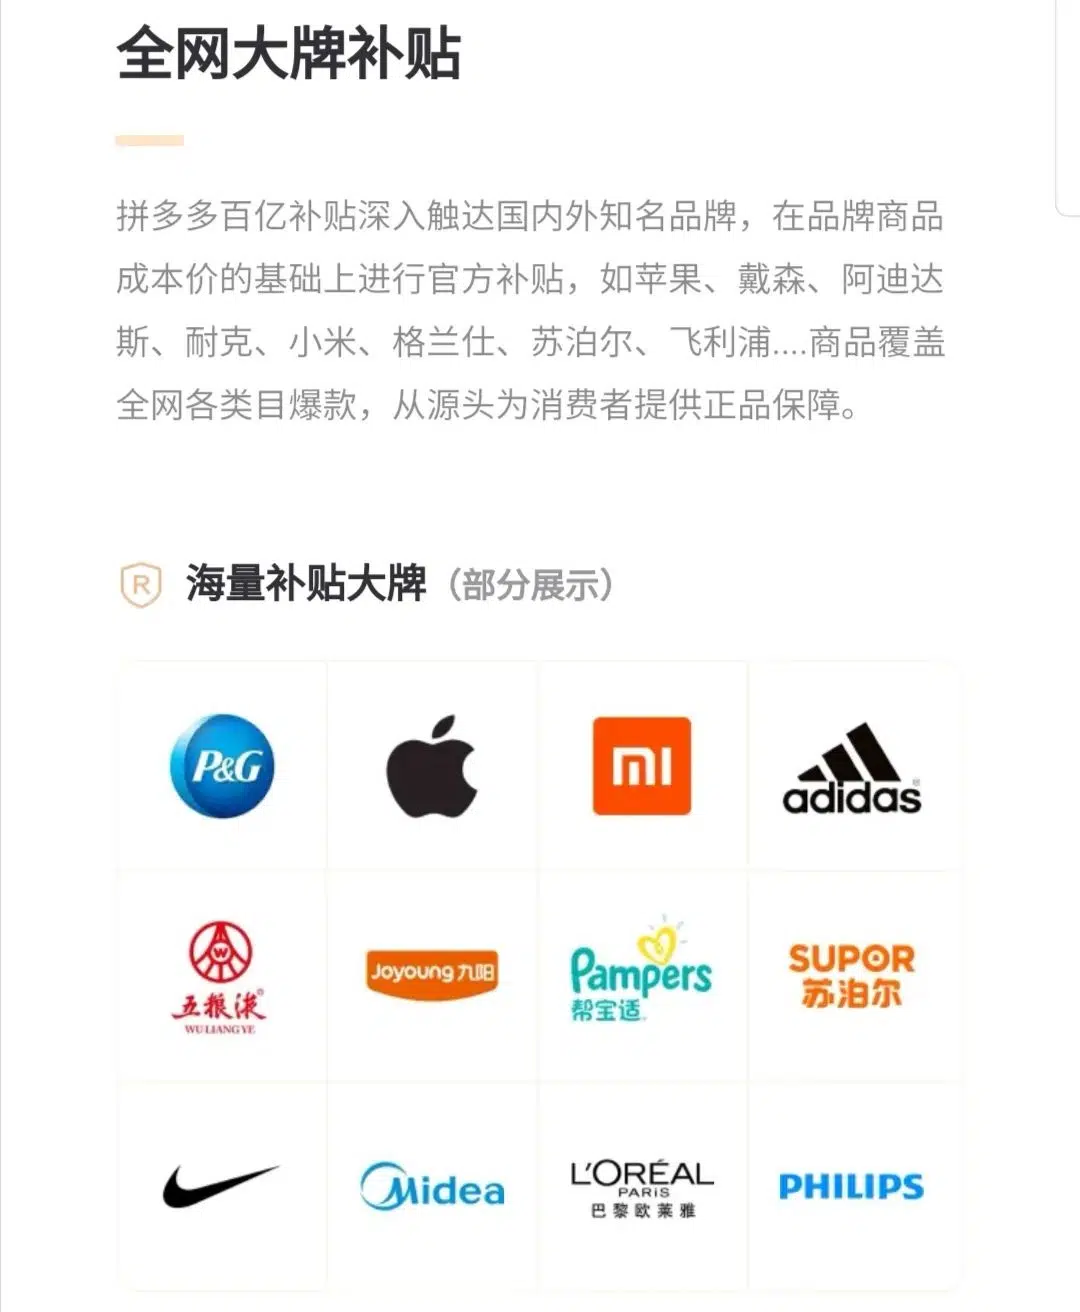 全网大牌补贴
拼多多百亿补贴深入触达国内外知名品牌，在品牌商品
成本价的基础上进行官方补贴，如苹果、戴森、阿迪达
斯、耐克、小米、格兰仕、苏泊尔、飞利浦....商品覆盖
全网各类目爆款，从源头为消费者提供正品保障。
R 海量补贴大牌（部分展示）
P&G
mi
adidas®
W
五粮液®
WULIANGYE
Joyoung 九阳
Pampers
帮宝适
SUPOR
苏泊尔
Midea
L'ORÉAL
PARIS
巴黎欧莱雅
PHILIPS